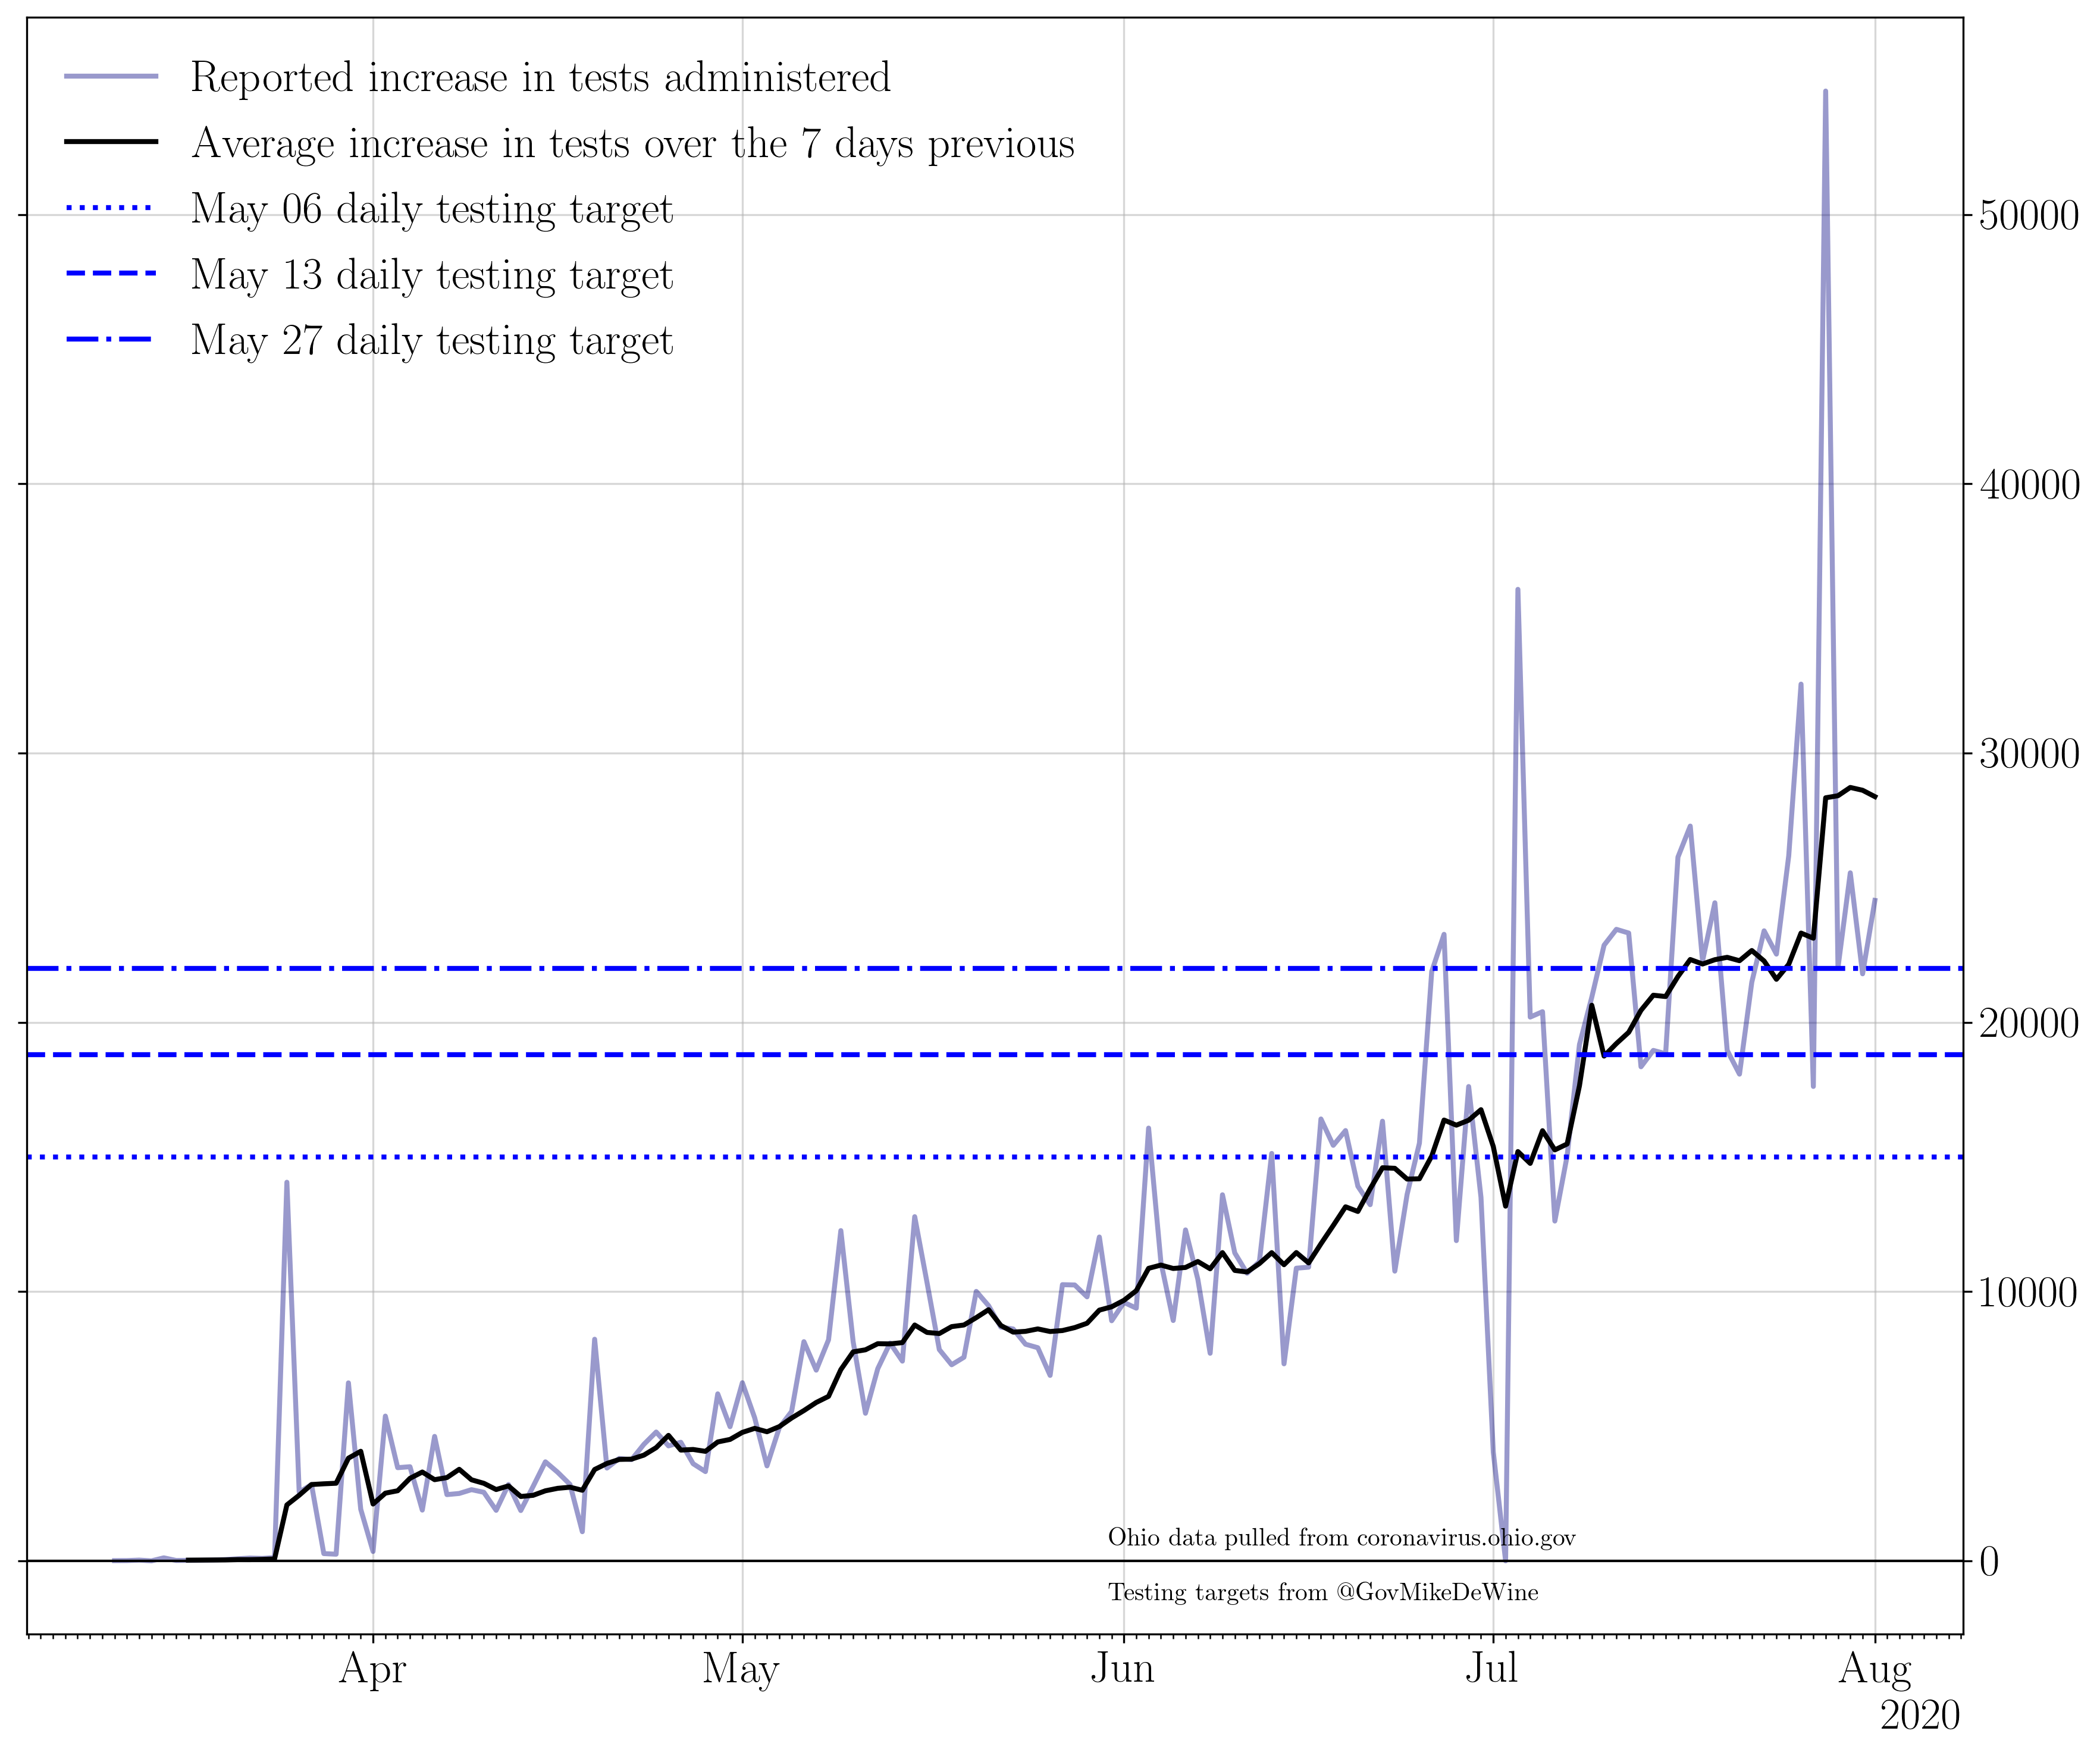 Reported increase in tests administered
Average increase in tests over the 7 days previous
May 06 daily testing target
May 13 daily testing target
May 27 daily testing target
50000
40000
30000
20000
10000
Ohio data pulled from coronavirus.ohio.gov
0
Testing targets from @GovMikeDeWine
Apr May Jun Jul Aug
2020